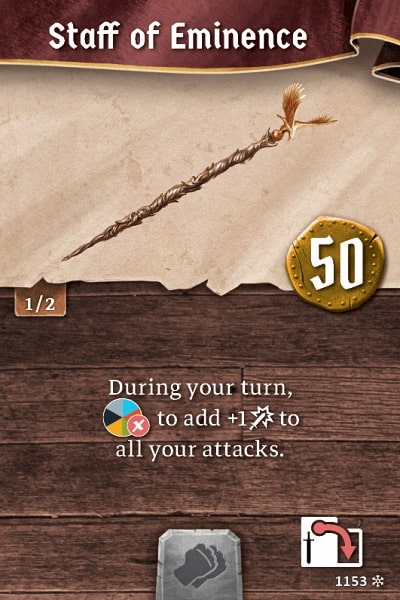 Staff of Eminence
50
1/2
During your turn,
to add +1 to
all your attacks.
1153